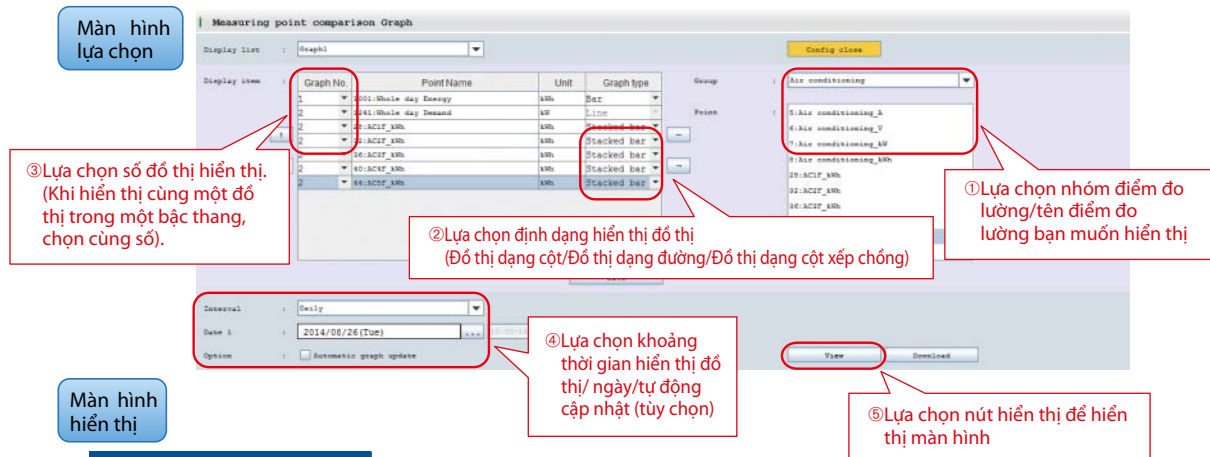 Màn hình
lựa chọn
Measuring point comparison Graph
Display list : Graph1
Config close
Display item :
Graph No. Point Name Unit Graph type
1 1001:Whole day Energy kWh Bar
2 1241:Whole day Demand kW Line
2 28:AC1F_kWh kWh Stacked bar
2 32:AC2F_kWh kWh Stacked bar
2 36:AC3F_kWh kWh Stacked bar
2 40:AC4F_kWh kWh Stacked bar
2 44:AC5F_kWh kWh Stacked bar
Group : Air conditioning
Point :
5:Air conditioning_A
6:Air conditioning_V
7:Air conditioning_kW
8:Air conditioning_kWh
28:AC1F_kWh
32:AC2F_kWh
36:AC3F_kWh
③Lựa chọn số đồ thị hiển thị.
(Khi hiển thị cùng một đồ
thị trong một bậc thang,
chọn cùng số).
①Lựa chọn nhóm điểm đo
lường/tên điểm đo
lường bạn muốn hiển thị
②Lựa chọn định dạng hiển thị đồ thị
(Đồ thị dạng cột/Đồ thị dạng đường/Đồ thị dạng cột xếp chồng)
Interval : Daily
Date 1 : 2014/08/26(Tue) ...
Option : Automatic graph update
④Lựa chọn khoảng
thời gian hiển thị đồ
thị/ ngày/tự động
cập nhật (tùy chọn)
View Download
⑤Lựa chọn nút hiển thị để hiển
thị màn hình
Màn hình
hiển thị